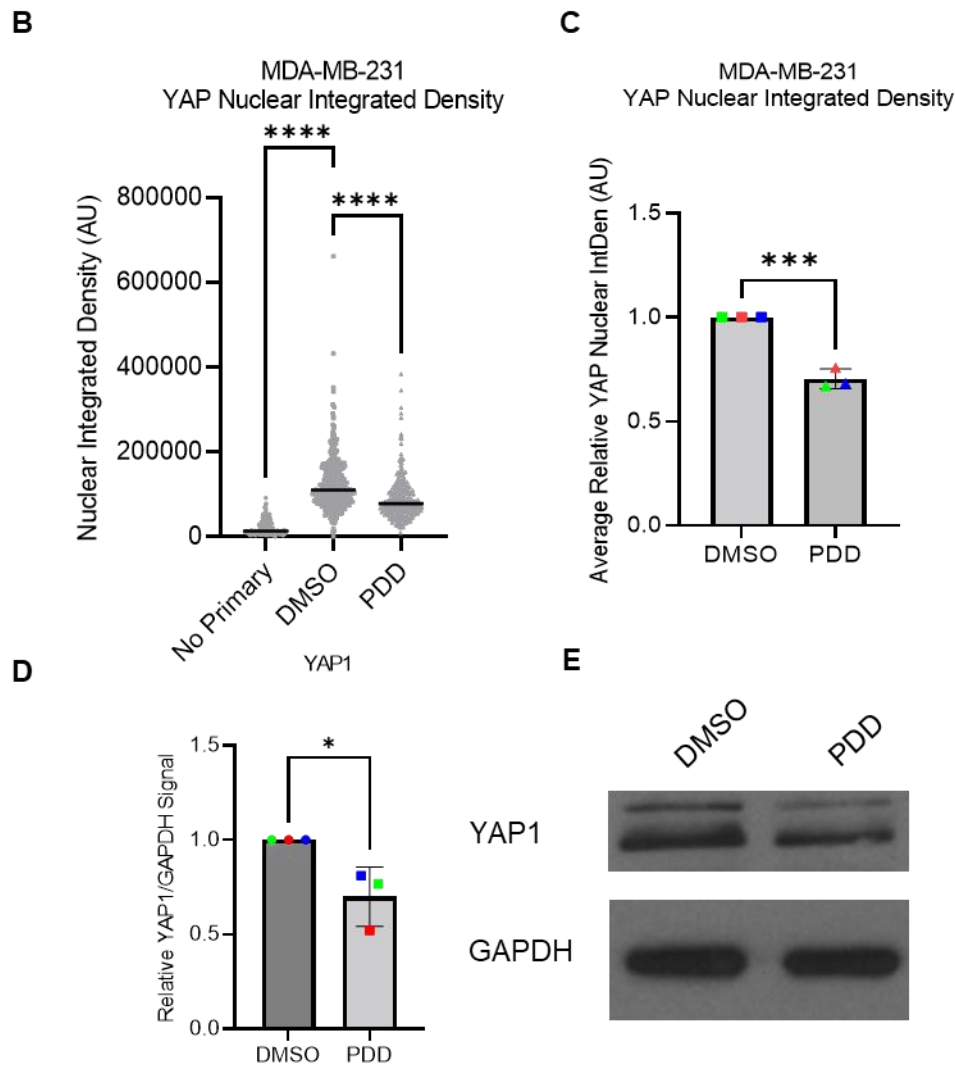 B
MDA-MB-231
YAP Nuclear Integrated Density
****
****
Nuclear Integrated Density (AU)
800000
600000
400000
200000
0
No Primary
DMSO
PDD
C
MDA-MB-231
YAP Nuclear Integrated Density
***
Average Relative YAP Nuclear IntDen (AU)
1.5
1.0
0.5
0.0
DMSO
PDD
D
YAP1
*
Relative YAP1/GAPDH Signal
1.5
1.0
0.5
0.0
DMSO
PDD
E
DMSO
PDD
YAP1
GAPDH